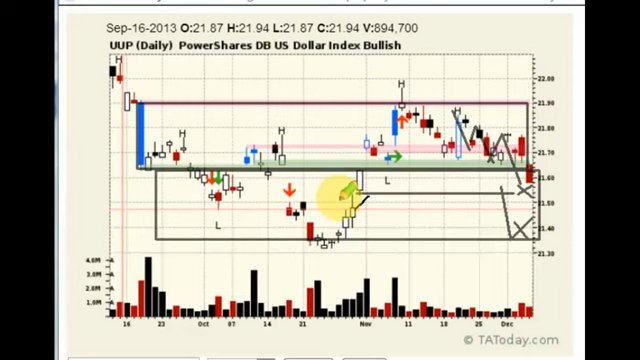 Sep-16-2013 O:21.87 H:21.94 L:21.87 C:21.94 V:894,700
UUP (Daily) PowerShares DB US Dollar Index Bullish
H
22.00
H
21.90
H
21.80
H
H
21.70
21.60
L
21.50
L
21.40
21.30
4.0M
3.0M
2.0M
1.0M
16 23 Oct 07 14 21 Nov 11 18 25 Dec
© TAToday.com